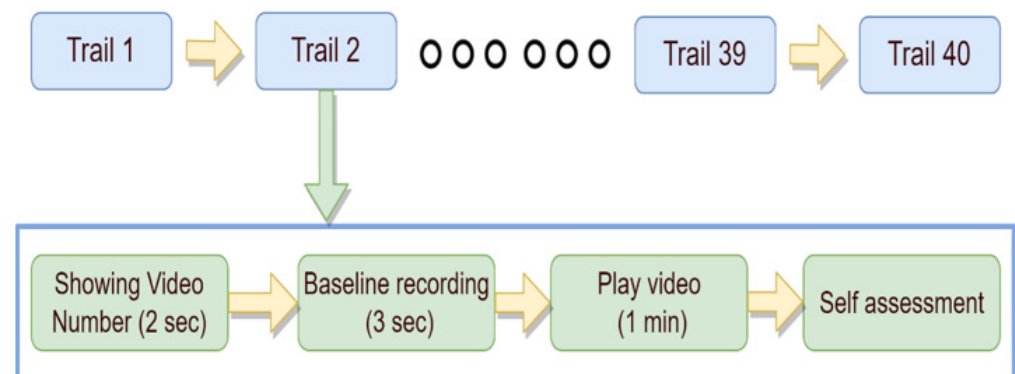 Trail 1
Trail 2
Trail 39
Trail 40
Showing Video
Number (2 sec)
Baseline recording
(3 sec)
Play video
(1 min)
Self assessment